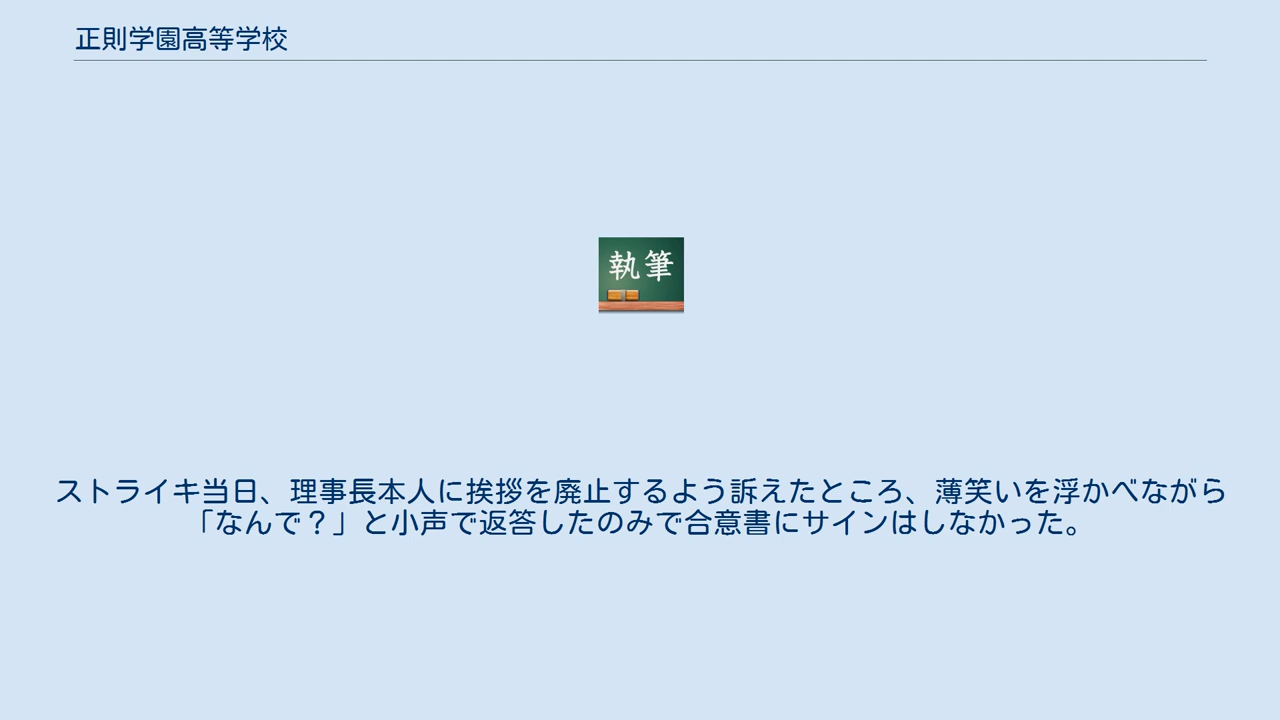 正則学園高等学校
執筆
ストライキ当日、理事長本人に挨拶を廃止するよう訴えたところ、薄笑いを浮かべながら
「なんで？」と小声で返答したのみで合意書にサインはしなかった。